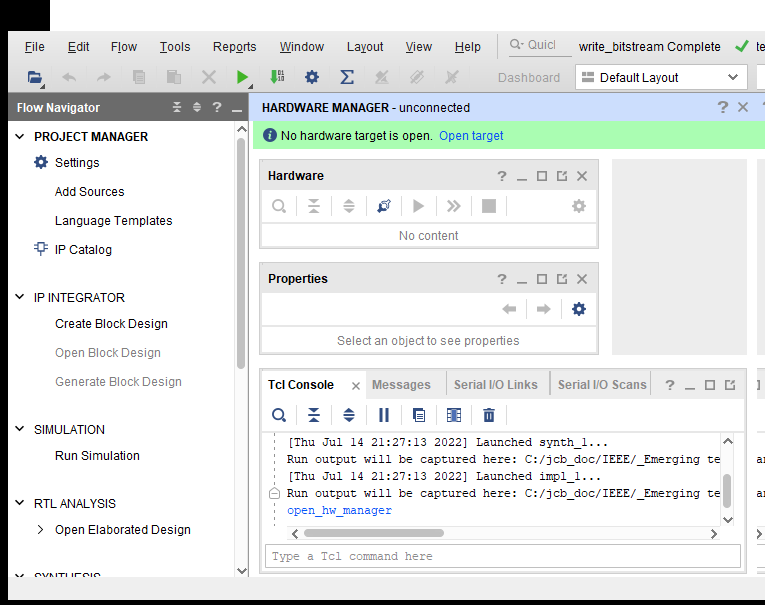 File Edit Flow Tools Reports Window Layout View Help Quicl write_bitstream Complete
Dashboard Default Layout
Flow Navigator
HARDWARE MANAGER - unconnected
No hardware target is open. Open target
PROJECT MANAGER
Settings
Add Sources
Language Templates
IP Catalog
IP INTEGRATOR
Create Block Design
Open Block Design
Generate Block Design
SIMULATION
Run Simulation
RTL ANALYSIS
Open Elaborated Design
SYNTHESIS
Hardware
No content
Properties
Select an object to see properties
Tcl Console Messages Serial I/O Links Serial I/O Scans
[Thu Jul 14 21:27:13 2022] Launched synth_1...
Run output will be captured here: C:/jcb_doc/IEEE/_Emerging te
[Thu Jul 14 21:27:13 2022] Launched impl_1...
Run output will be captured here: C:/jcb_doc/IEEE/_Emerging te
open_hw_manager
Type a Tcl command here